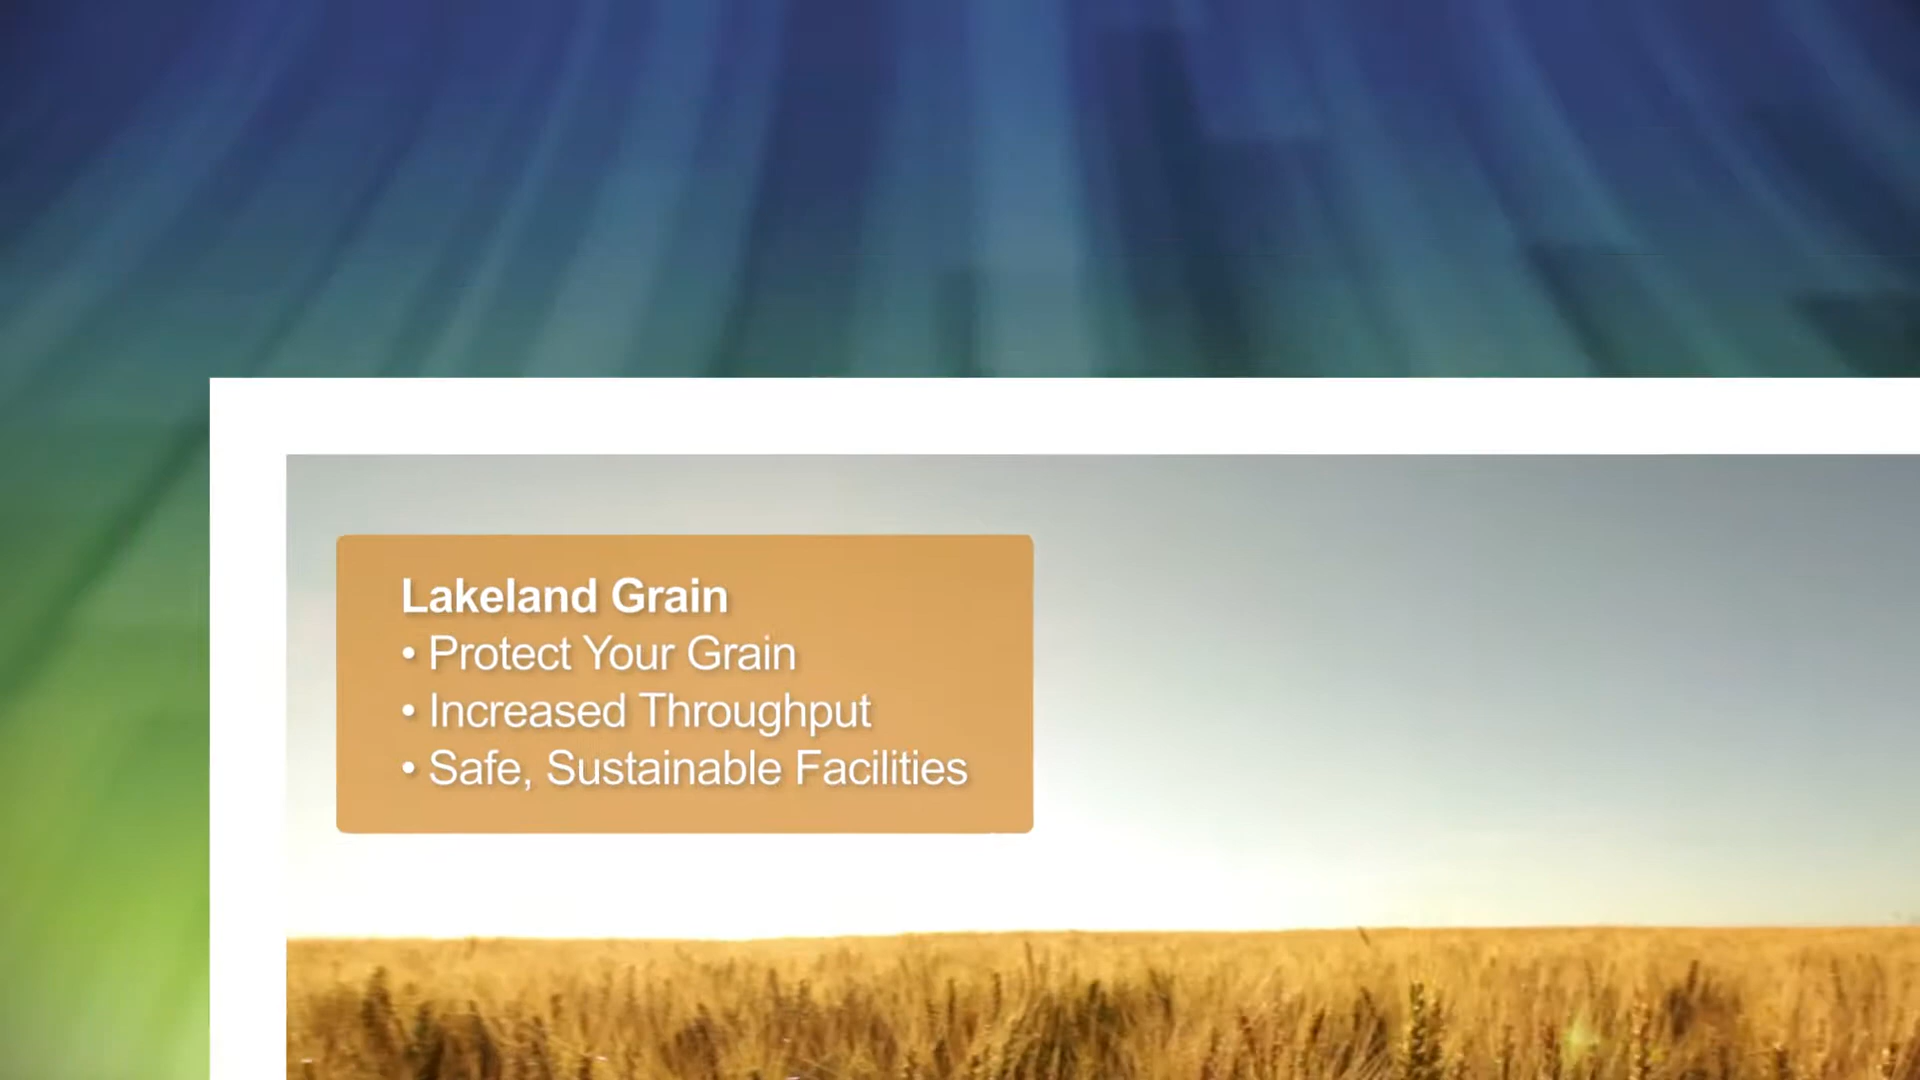 Lakeland Grain
• Protect Your Grain
• Increased Throughput
• Safe, Sustainable Facilities